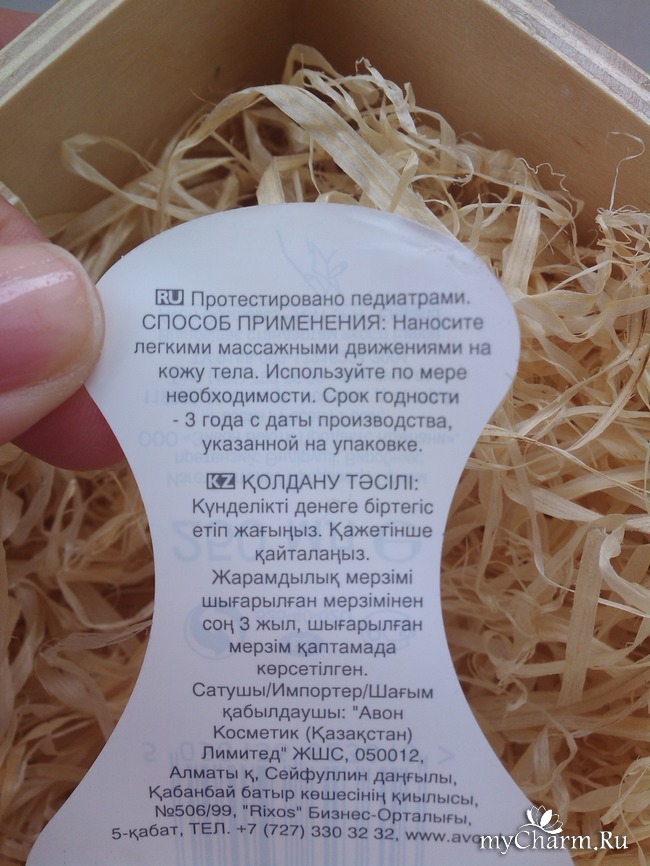 RU Протестировано педиатрами.
СПОСОБ ПРИМЕНЕНИЯ: Наносите
легкими массажными движениями на
кожу тела. Используйте по мере
необходимости. Срок годности
- 3 года с даты производства,
указанной на упаковке.
KZ ҚОЛДАНУ ТӘСІЛІ:
Күнделікті денеге біртегіс
етіп жағыңыз. Қажетінше
қайталаңыз.
Жарамдылық мерзімі
шығарылған мерзімінен
соң 3 жыл, шығарылған
мерзім қаптамада
көрсетілген.
Сатушы/Импортер/Шағым
қабылдаушы: "Авон
Косметик (Қазақстан)
Лимитед" ЖШС, 050012,
Алматы қ, Сейфуллин даңғылы,
Қабанбай батыр көшесінің қиылысы,
№506/99, "Rixos" Бизнес-Орталығы,
5-қабат, ТЕЛ. +7 (727) 330 32 32, www.avo
myCharm.Ru